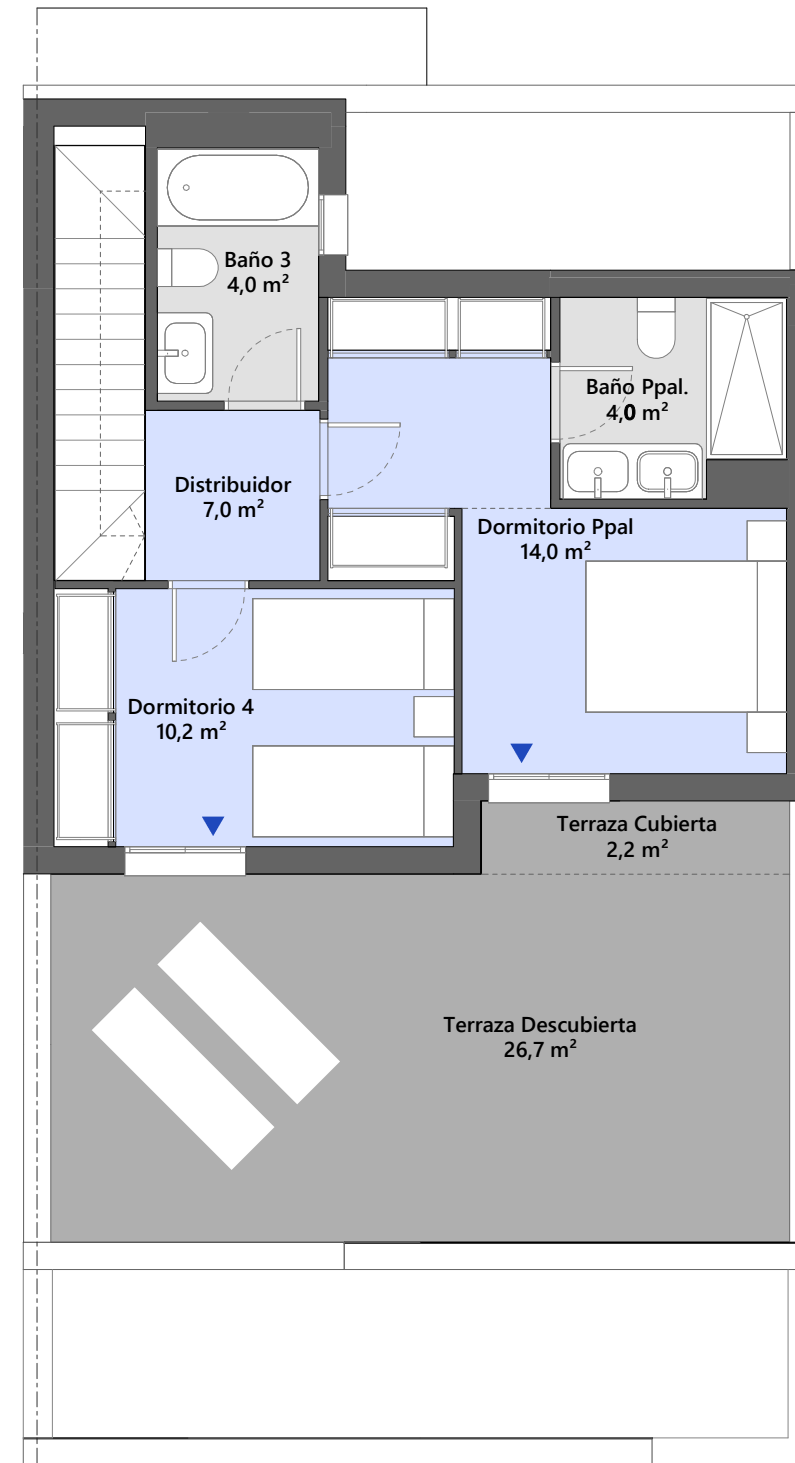 Baño 3
4,0 m²
Baño Ppal.
4,0 m²
Distribuidor
7,0 m²
Dormitorio Ppal
14,0 m²
Dormitorio 4
10,2 m²
Terraza Cubierta
2,2 m²
Terraza Descubierta
26,7 m²